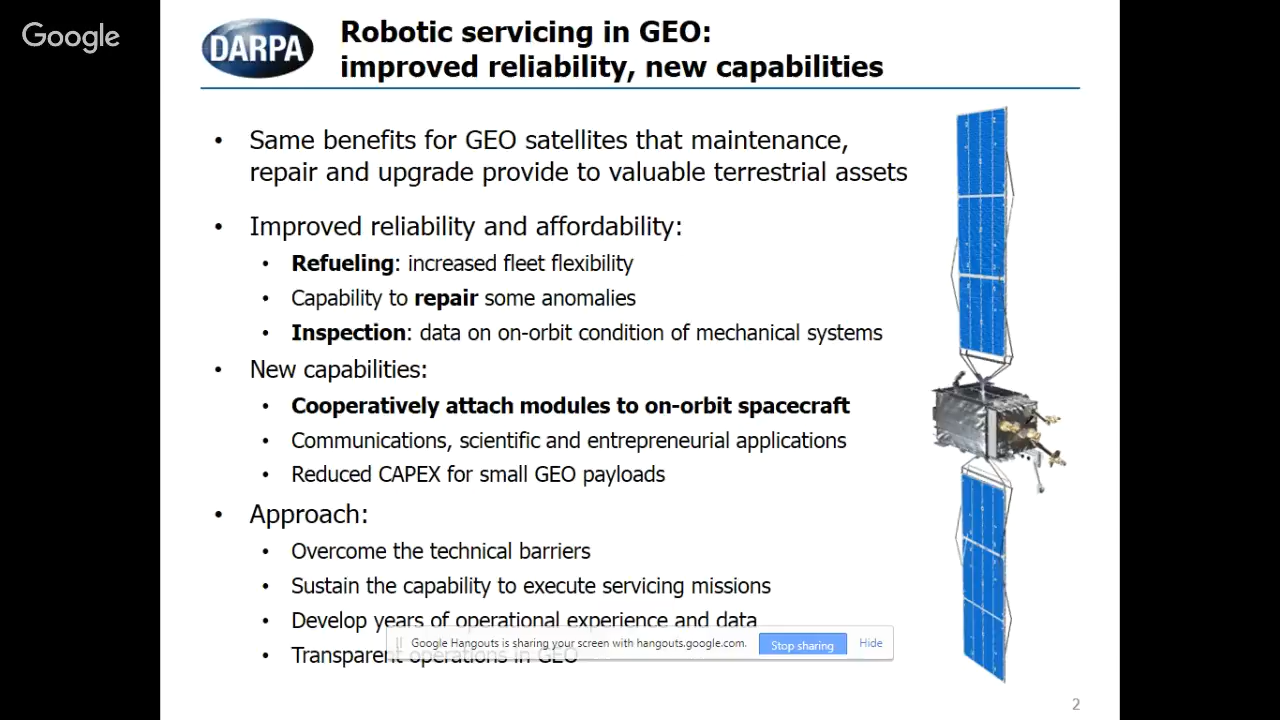 Google
DARPA
Robotic servicing in GEO:
improved reliability, new capabilities
• Same benefits for GEO satellites that maintenance,
repair and upgrade provide to valuable terrestrial assets
• Improved reliability and affordability:
• Refueling: increased fleet flexibility
• Capability to repair some anomalies
• Inspection: data on on-orbit condition of mechanical systems
• New capabilities:
• Cooperatively attach modules to on-orbit spacecraft
• Communications, scientific and entrepreneurial applications
• Reduced CAPEX for small GEO payloads
• Approach:
• Overcome the technical barriers
• Sustain the capability to execute servicing missions
• Develop years of operational experience and data
Google Hangouts is sharing your screen with hangouts.google.com. Stop sharing Hide
• Transparent operations in GEO
2